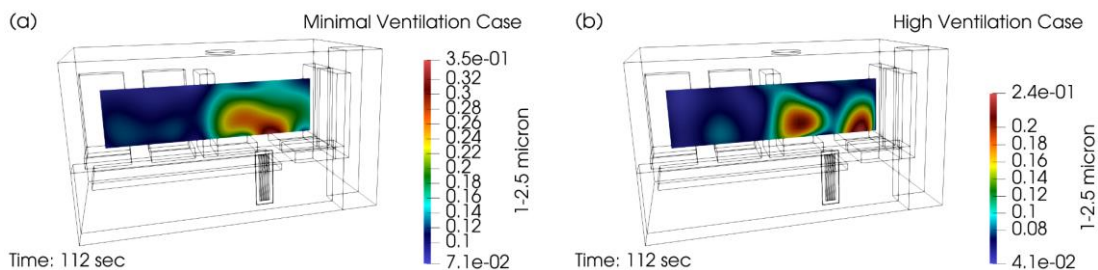 (a)
Minimal Ventilation Case
3.5e-01
0.32
0.3
0.28
0.26
0.24
0.22
0.2
0.18
0.16
0.14
0.12
0.1
7.1e-02
1-2.5 micron
Time: 112 sec
(b)
High Ventilation Case
2.4e-01
0.2
0.18
0.16
0.14
0.12
0.1
0.08
4.1e-02
1-2.5 micron
Time: 112 sec